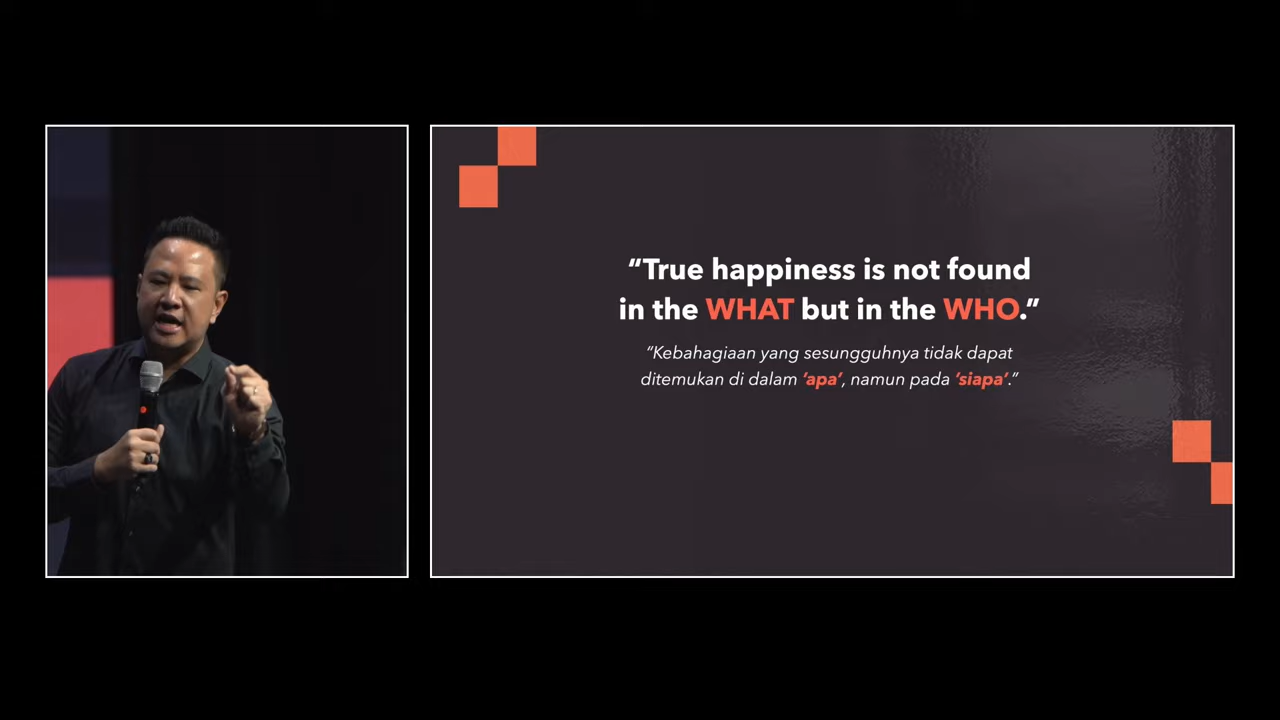 “True happiness is not found
in the WHAT but in the WHO.”
“Kebahagiaan yang sesungguhnya tidak dapat
ditemukan di dalam ‘apa’, namun pada ‘siapa’.”